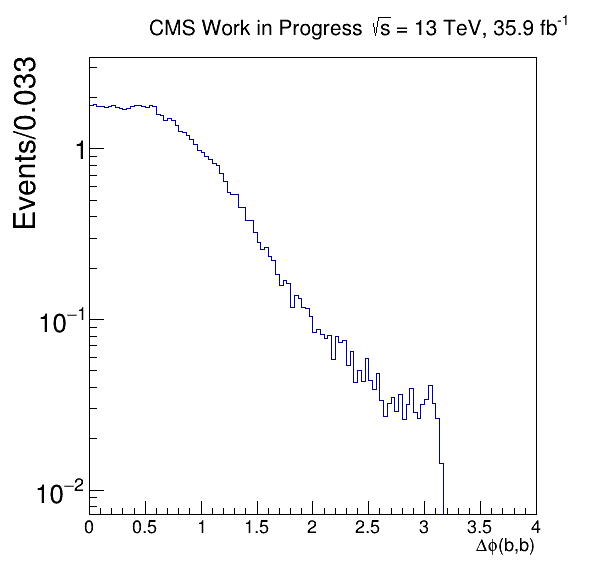 CMS Work in Progress √s = 13 TeV, 35.9 fb⁻¹
Events/0.033
1
10⁻¹
10⁻²
0 0.5 1 1.5 2 2.5 3 3.5 4
Δϕ(b,b)